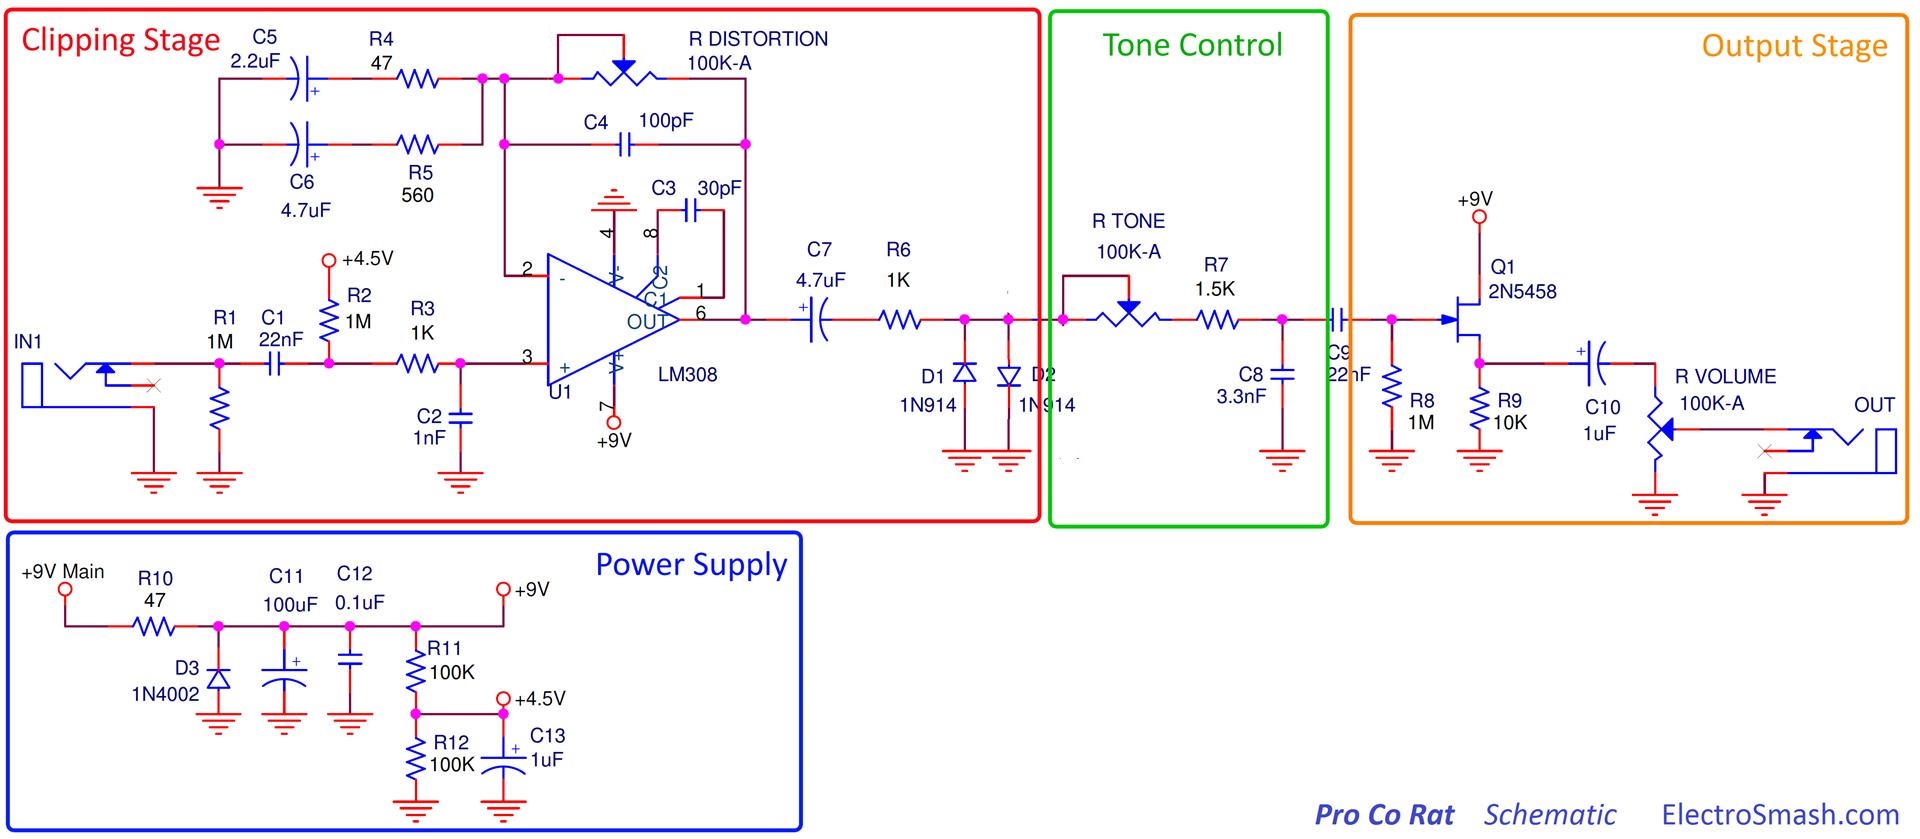 Clipping Stage
C5
2.2uF
R4
47
R DISTORTION
100K-A
C4
100pF
C6
4.7uF
R5
560
C3
30pF
4
8
+4.5V
R2
1M
2
-
V-
C2
C1
1
OUT
6
R1
1M
C1
22nF
R3
1K
IN1
3
+
V+
U1
LM308
C2
1nF
7
+9V
C7
4.7uF
+
R6
1K
D1
1N914
D2
1N914
Tone Control
R TONE
100K-A
R7
1.5K
C8
3.3nF
C9
22nF
Output Stage
+9V
Q1
2N5458
R8
1M
R9
10K
+
C10
1uF
R VOLUME
100K-A
OUT
Power Supply
+9V Main
R10
47
C11
100uF
C12
0.1uF
+9V
D3
1N4002
+
R11
100K
+4.5V
R12
100K
+
C13
1uF
Pro Co Rat Schematic ElectroSmash.com